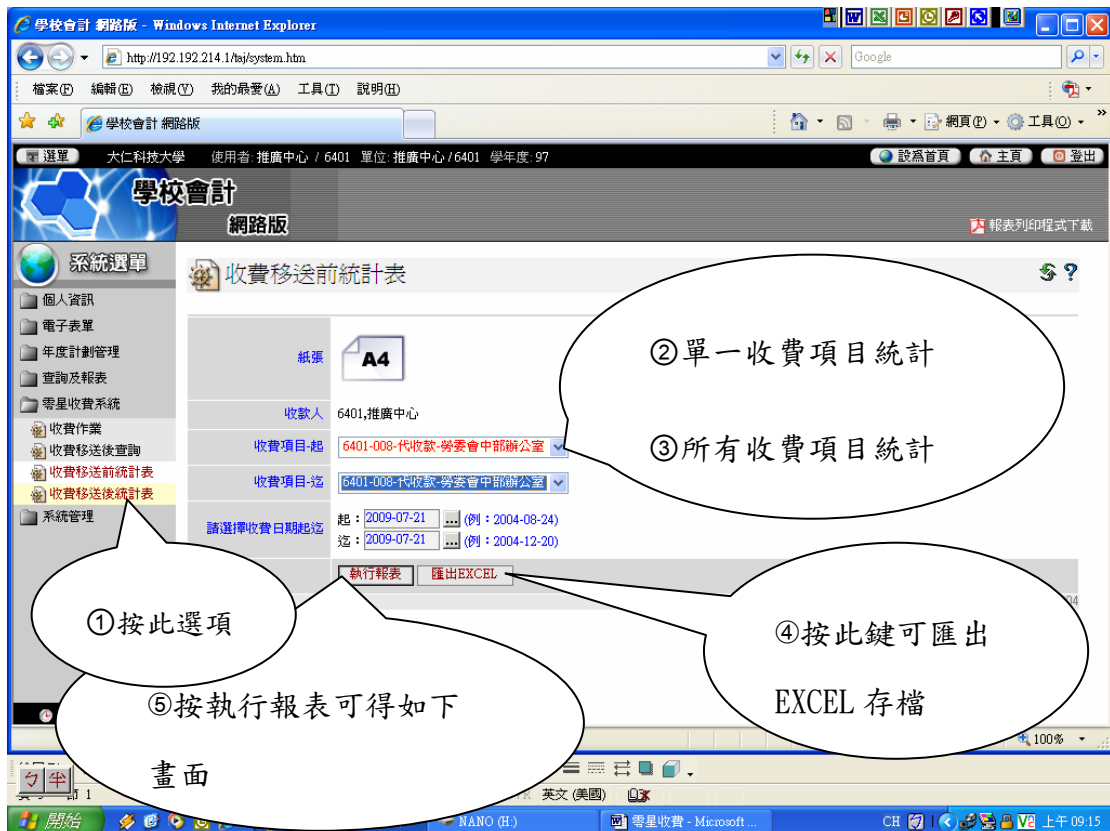 學校會計 網路版 - Windows Internet Explorer
http://192.192.214.1/taj/system.htm
Google
檔案(F) 編輯(E) 檢視(V) 我的最愛(A) 工具(T) 說明(H)
學校會計 網路版
網頁(P) 工具(O)
選單 大仁科技大學 使用者: 推廣中心 / 6401 單位: 推廣中心 / 6401 學年度: 97 設為首頁 主頁 登出
學校會計
網路版
報表列印程式下載
系統選單
收費移送前統計表
個人資訊
電子表單
年度計劃管理
查詢及報表
零星收費系統
收費作業
收費移送後查詢
收費移送前統計表
收費移送後統計表
系統管理
紙張 A4
收款人 6401,推廣中心
收費項目-起 6401-008-代收款-勞委會中部辦公室
收費項目-迄 6401-008-代收款-勞委會中部辦公室
請選擇收費日期起迄
起：2009-07-21 ... (例：2004-08-24)
迄：2009-07-21 ... (例：2004-12-20)
執行報表 匯出EXCEL
②單一收費項目統計
③所有收費項目統計
①按此選項
④按此鍵可匯出
EXCEL 存檔
⑤按執行報表可得如下
畫面
100%
ㄅ 半
1
英文 (美國)
開始
NANO (H:)
零星收費 - Microsoft ...
CH
上午 09:15